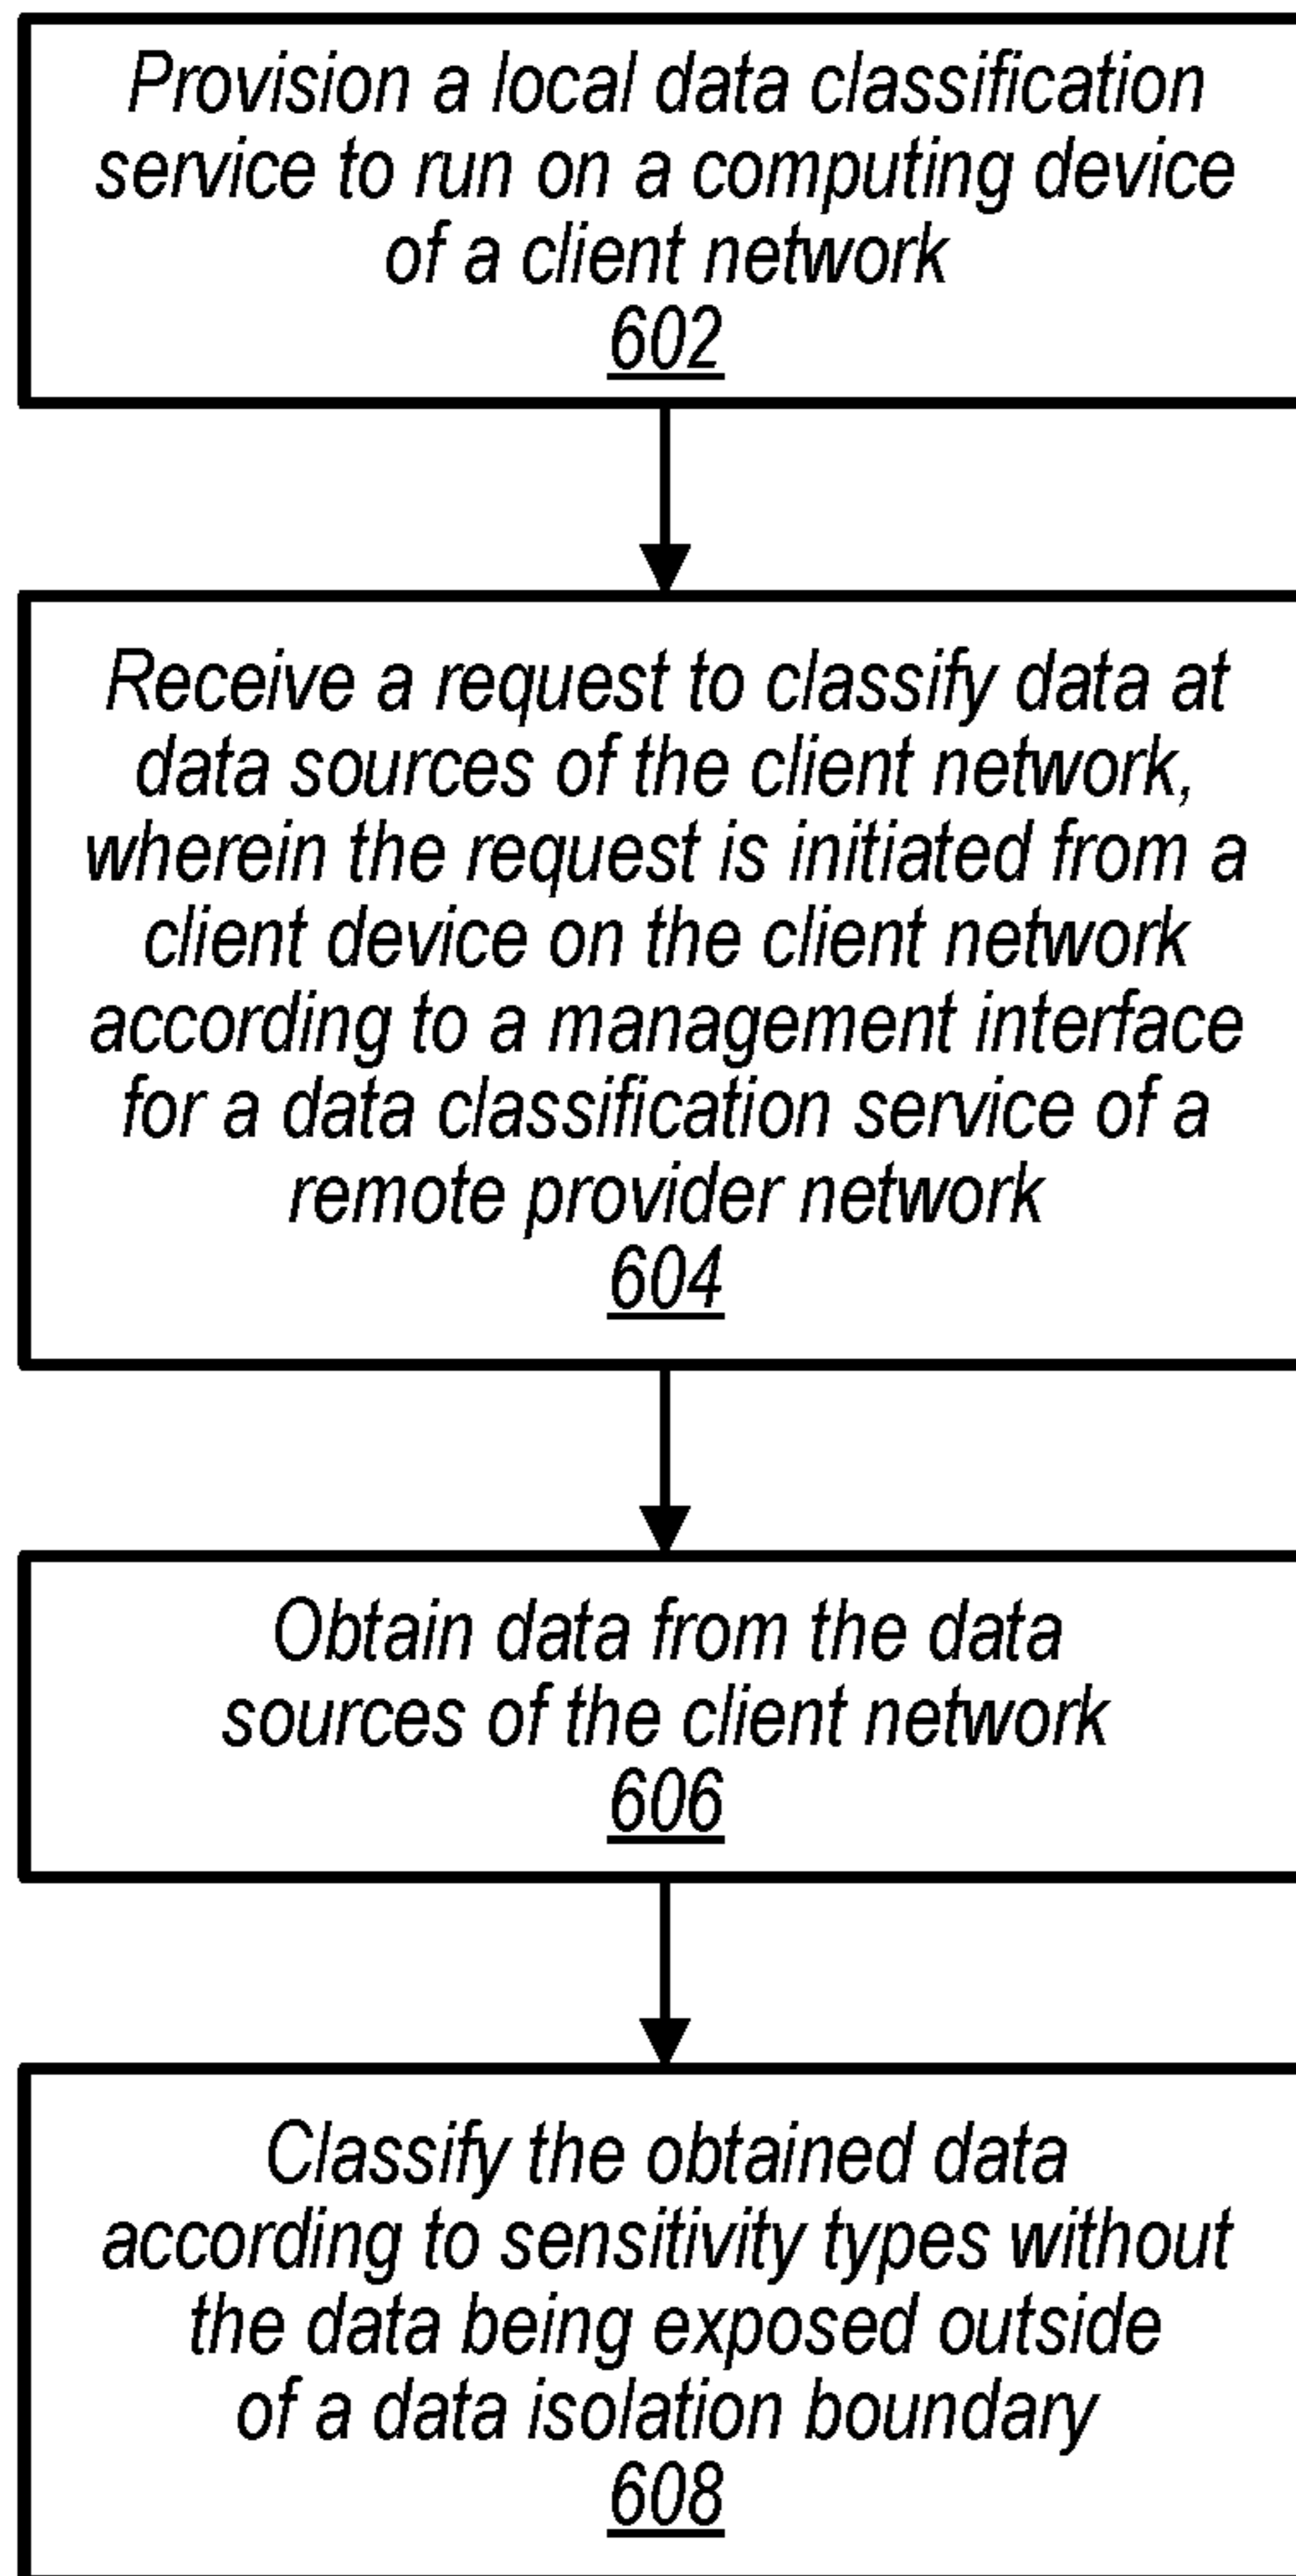 Provision a local data classification
service to run on a computing device
of a client network
602
Receive a request to classify data at
data sources of the client network,
wherein the request is initiated from a
client device on the client network
according to a management interface
for a data classification service of a
remote provider network
604
Obtain data from the data
sources of the client network
606
Classify the obtained data
according to sensitivity types without
the data being exposed outside
of a data isolation boundary
608